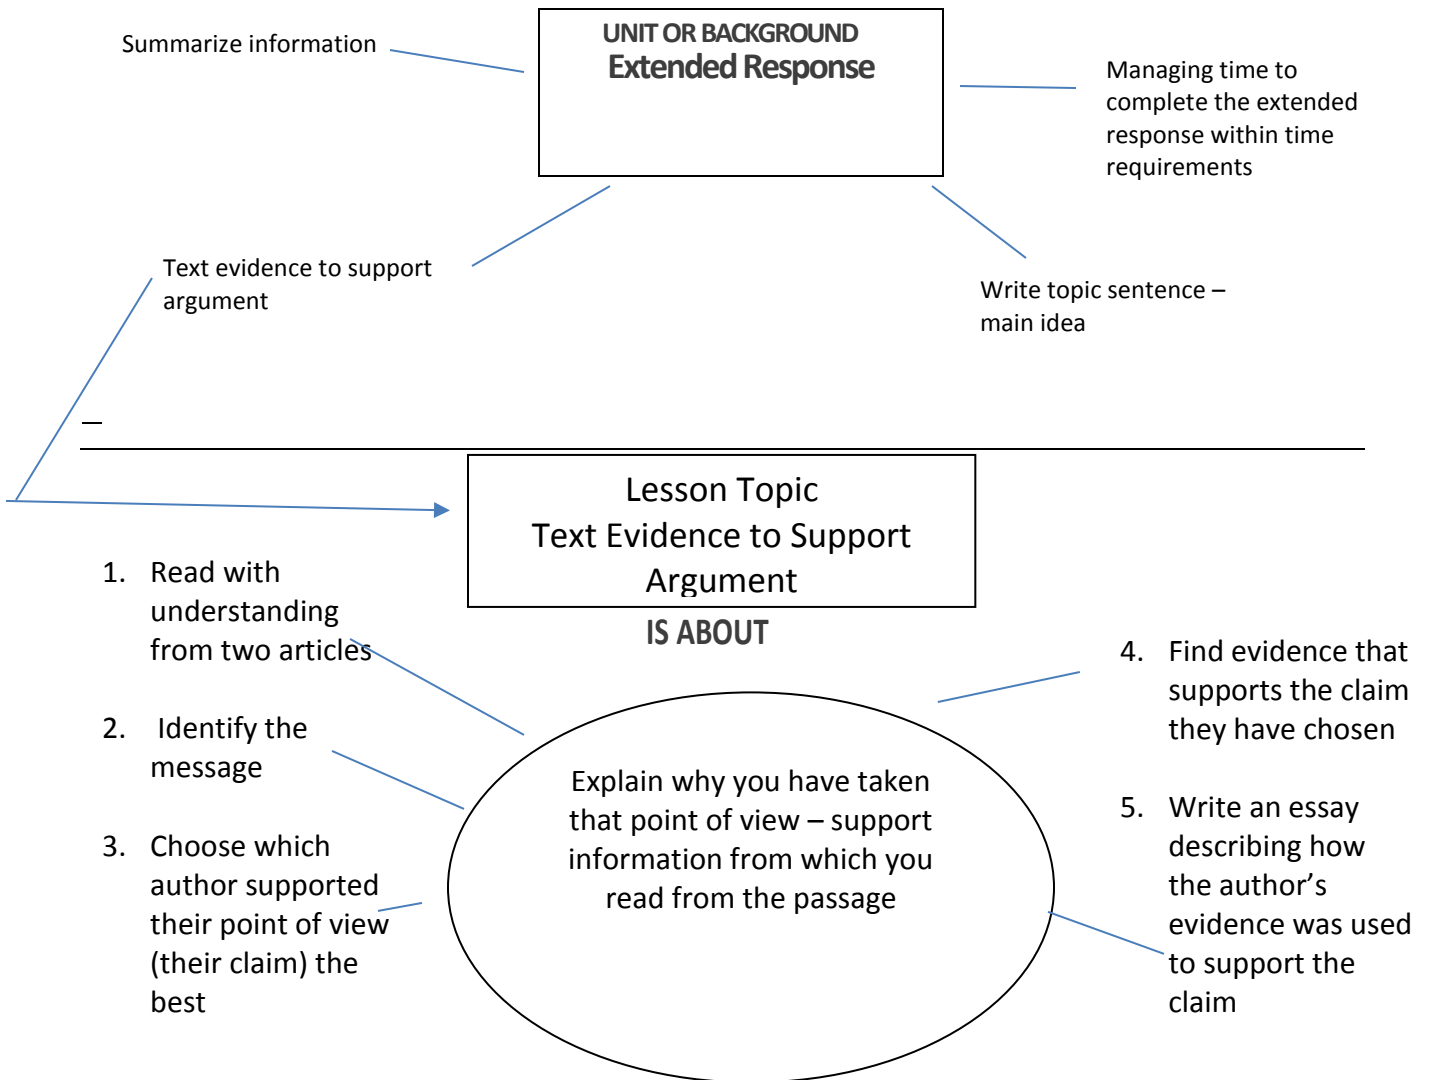 Summarize information
UNIT OR BACKGROUND
Extended Response
Managing time to
complete the extended
response within time
requirements
Text evidence to support
argument
Write topic sentence –
main idea
Lesson Topic
Text Evidence to Support
Argument
IS ABOUT
1. Read with
understanding
from two articles
2. Identify the
message
3. Choose which
author supported
their point of view
(their claim) the
best
Explain why you have taken
that point of view – support
information from which you
read from the passage
4. Find evidence that
supports the claim
they have chosen
5. Write an essay
describing how
the author’s
evidence was used
to support the
claim